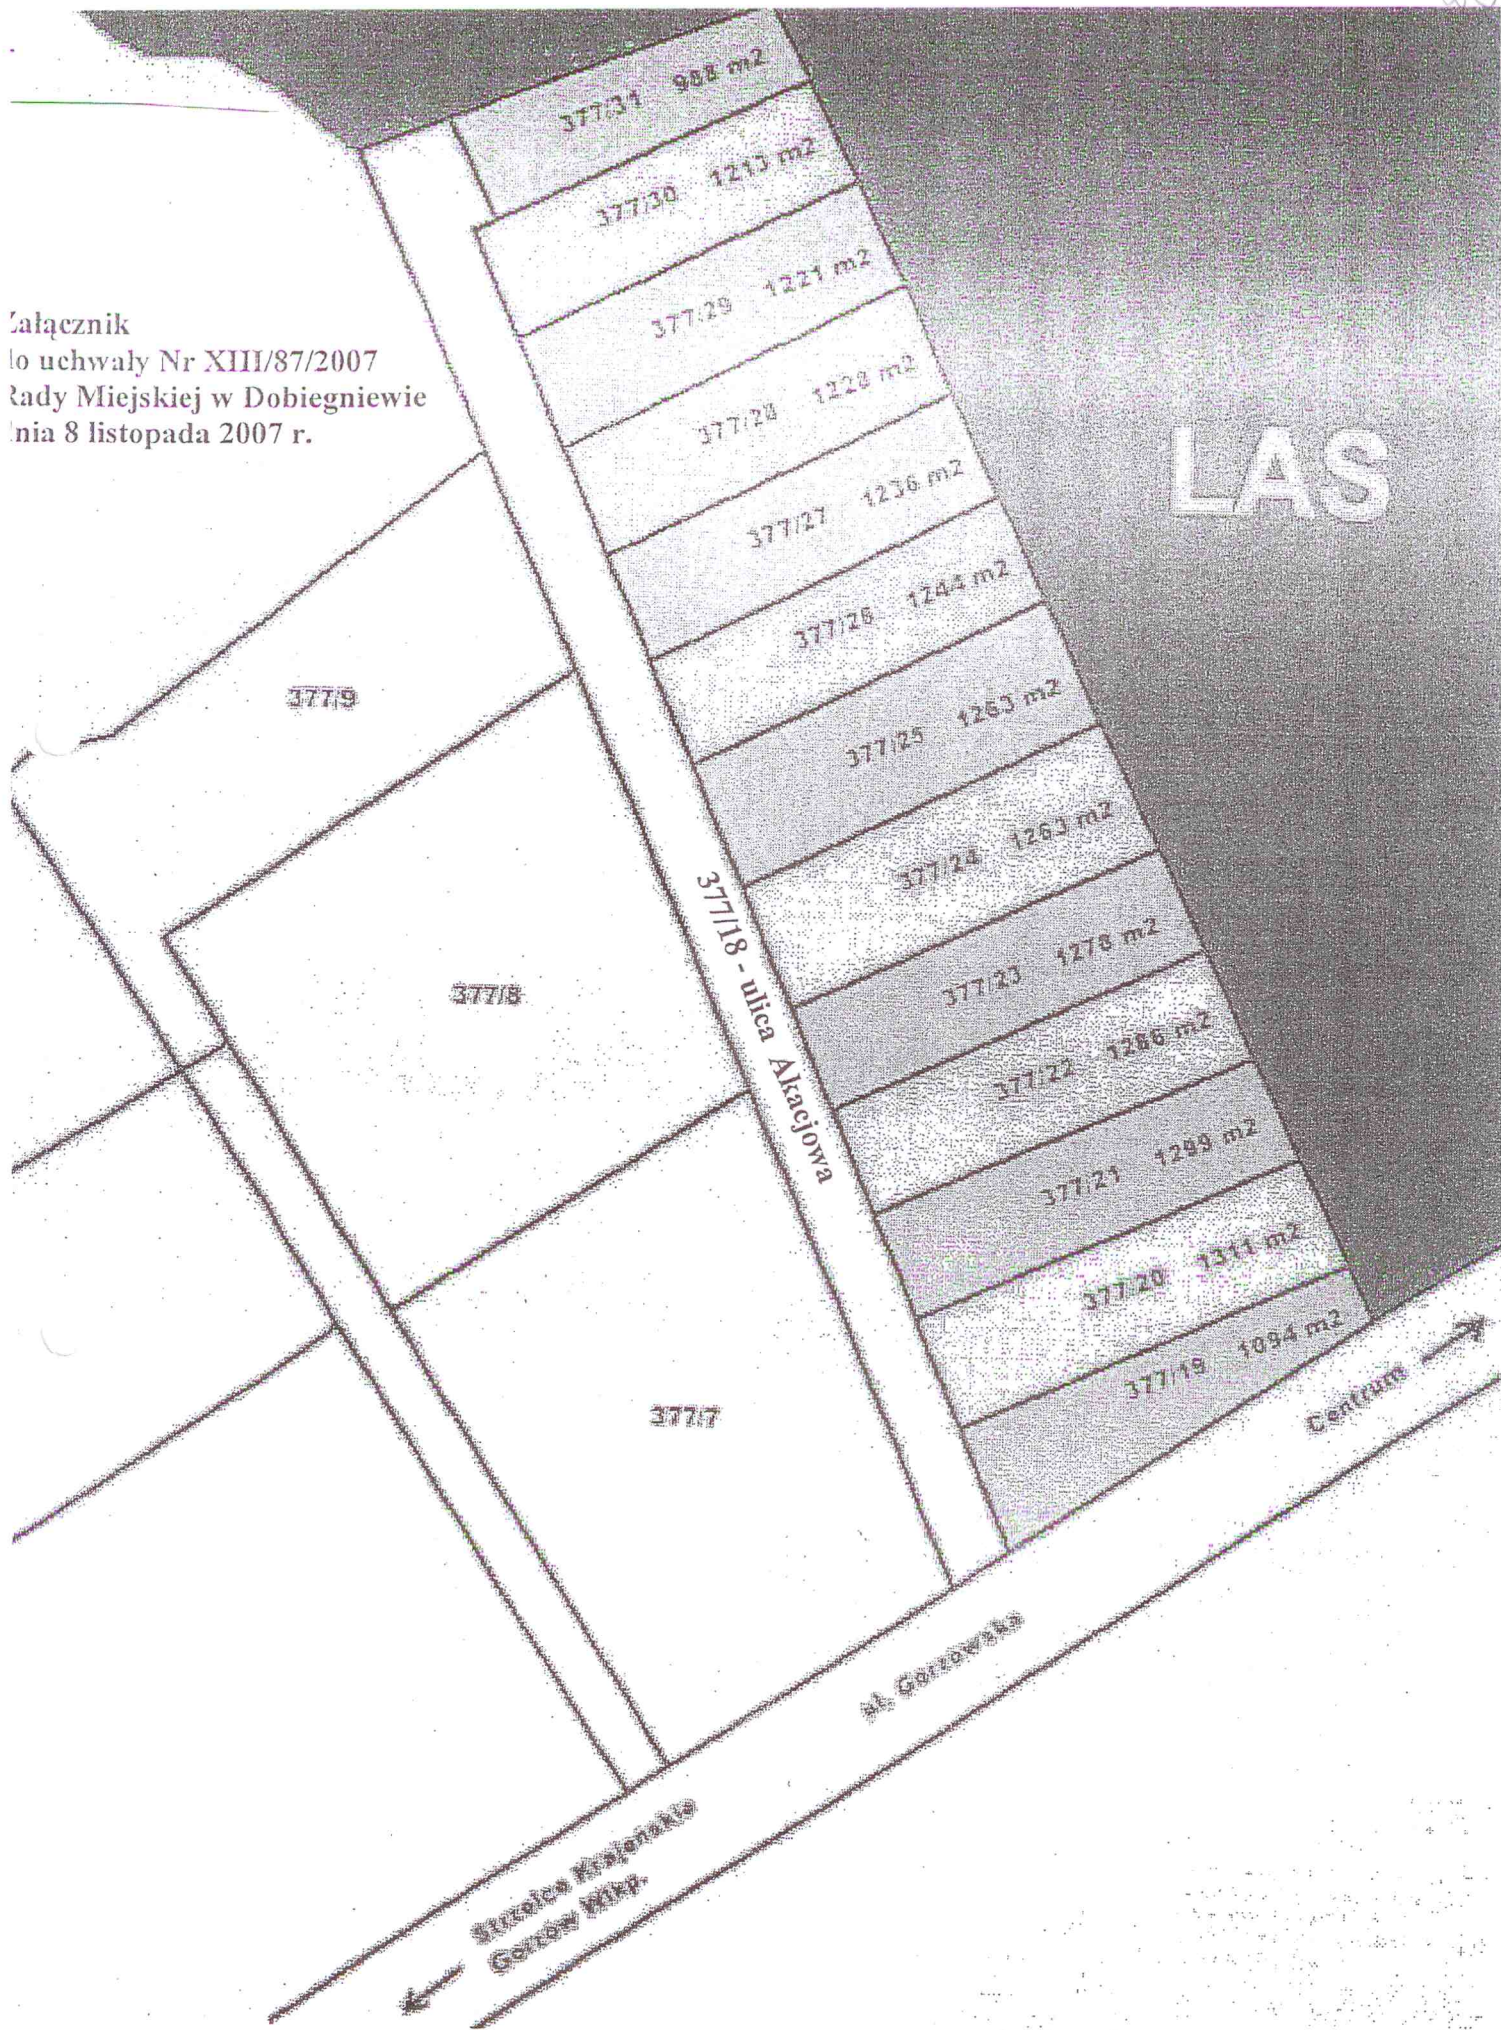 377/31 988 m2
377/30 1213 m2
377/29 1221 m2
Załącznik
do uchwały Nr XIII/87/2007
Rady Miejskiej w Dobiegniewie
dnia 8 listopada 2007 r.
377/28 1228 m2
LAS
377/27 1236 m2
377/26 1244 m2
377/9
377/25 1263 m2
377/24 1263 m2
377/18 - ulica Akacjowa
377/23 1278 m2
377/8
377/22 1286 m2
377/21 1299 m2
377/20 1311 m2
377/19 1094 m2
Centrum
377/7
ul. Gorzowska
Strzelce Krajeńskie
Gorzów Wlkp.